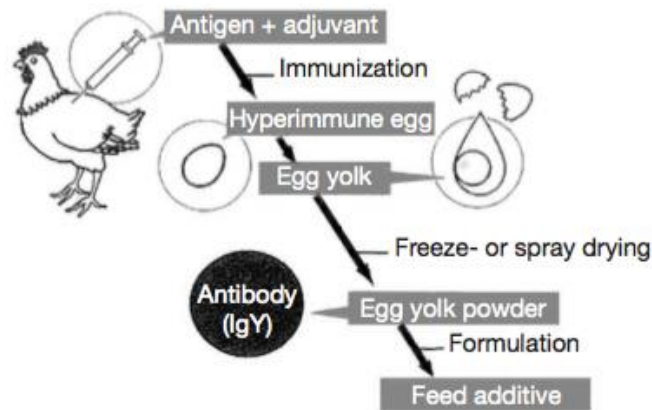 Antigen + adjuvant
Immunization
Hyperimmune egg
Egg yolk
Freeze- or spray drying
Antibody
(IgY)
Egg yolk powder
Formulation
Feed additive